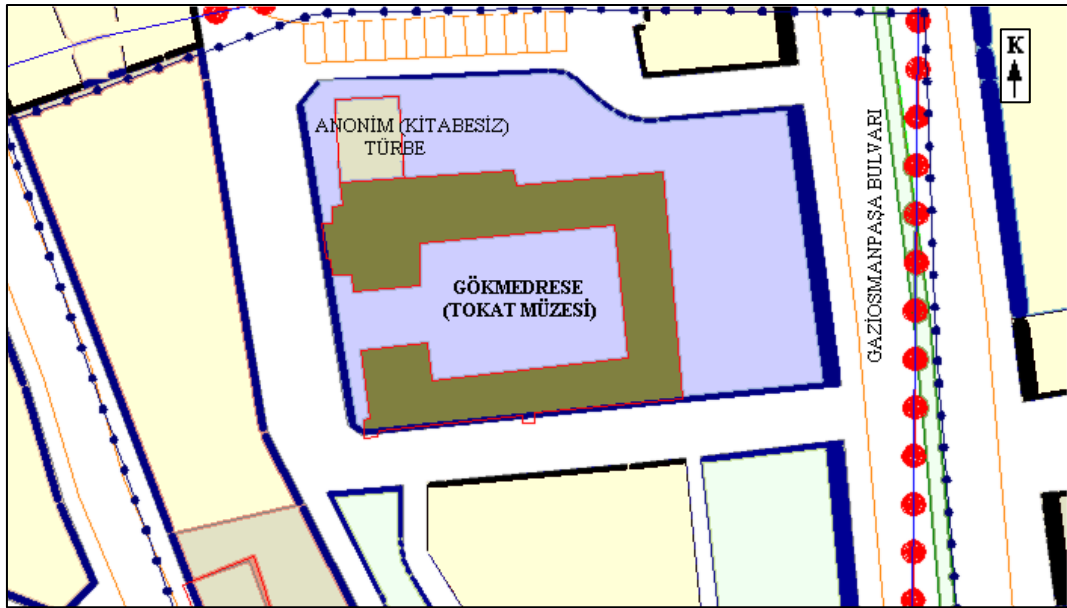 K
ANONİM (KİTABESİZ)
TÜRBE
GÖKMEDRESE
(TOKAT MÜZESİ)
GAZİOSMANPAŞA BULVARI